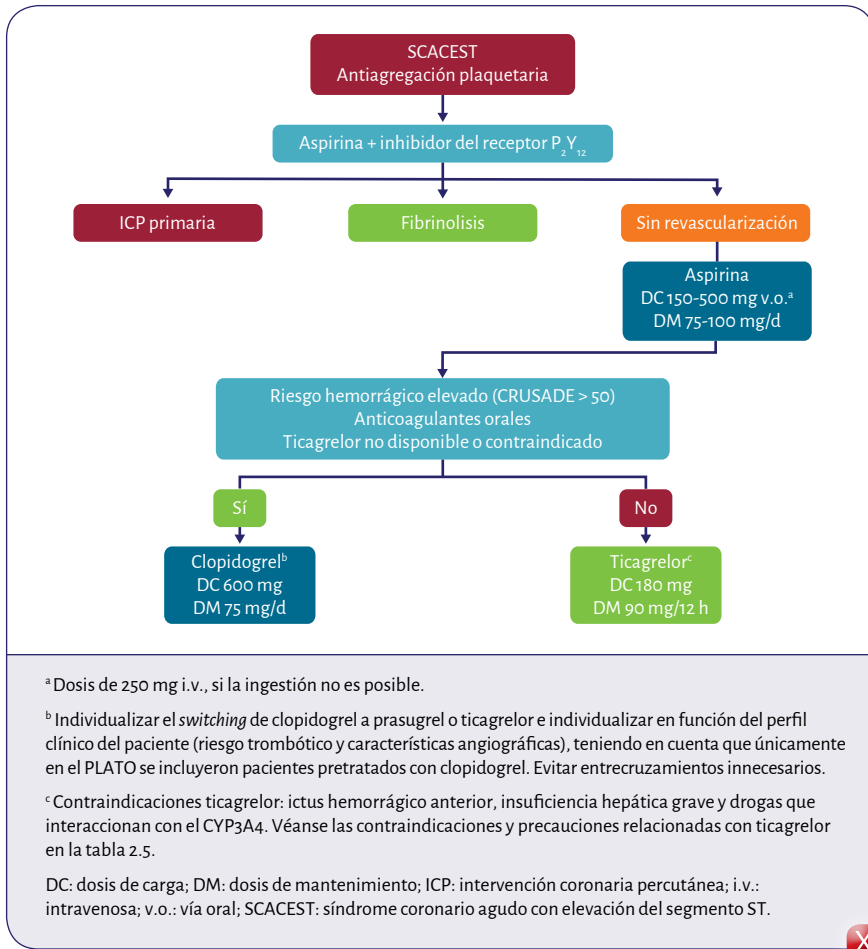 SCACEST
Antiagregación plaquetaria
Aspirina + inhibidor del receptor P₂Y₁₂
ICP primaria
Fibrinolisis
Sin revascularización
Aspirina
DC 150-500 mg v.o.ᵃ
DM 75-100 mg/d
Riesgo hemorrágico elevado (CRUSADE > 50)
Anticoagulantes orales
Ticagrelor no disponible o contraindicado
Sí
No
Clopidogrelᵇ
DC 600 mg
DM 75 mg/d
Ticagrelorᶜ
DC 180 mg
DM 90 mg/12 h
ᵃ Dosis de 250 mg i.v., si la ingestión no es posible.
ᵇ Individualizar el switching de clopidogrel a prasugrel o ticagrelor e individualizar en función del perfil
clínico del paciente (riesgo trombótico y características angiográficas), teniendo en cuenta que únicamente
en el PLATO se incluyeron pacientes pretratados con clopidogrel. Evitar entrecruzamientos innecesarios.
ᶜ Contraindicaciones ticagrelor: ictus hemorrágico anterior, insuficiencia hepática grave y drogas que
interaccionan con el CYP3A4. Véanse las contraindicaciones y precauciones relacionadas con ticagrelor
en la tabla 2.5.
DC: dosis de carga; DM: dosis de mantenimiento; ICP: intervención coronaria percutánea; i.v.:
intravenosa; v.o.: vía oral; SCACEST: síndrome coronario agudo con elevación del segmento ST.
X